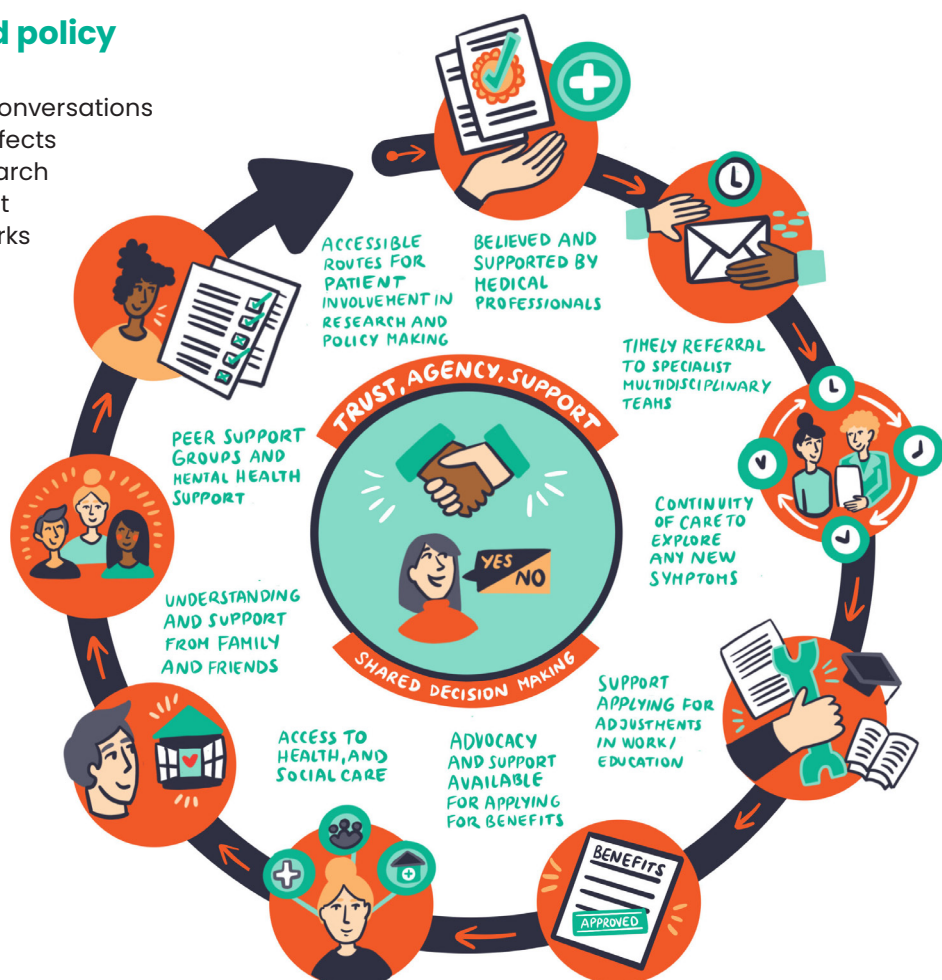 d policy
onversations
fects
arch
t
rks
ACCESSIBLE
ROUTES FOR
PATIENT
INVOLVEMENT IN
RESEARCH AND
POLICY MAKING
BELIEVED AND
SUPPORTED BY
MEDICAL
PROFESSIONALS
TIMELY REFERRAL
TO SPECIALIST
MULTIDISCIPLINARY
TEAMS
CONTINUITY
OF CARE TO
EXPLORE
ANY NEW
SYMPTOMS
SUPPORT
APPLYING FOR
ADJUSTMENTS
IN WORK/
EDUCATION
ADVOCACY
AND SUPPORT
AVAILABLE
FOR APPLYING
FOR BENEFITS
ACCESS TO
HEALTH, AND
SOCIAL CARE
UNDERSTANDING
AND SUPPORT
FROM FAMILY
AND FRIENDS
PEER SUPPORT
GROUPS AND
MENTAL HEALTH
SUPPORT
TRUST, AGENCY, SUPPORT
YES
NO
SHARED DECISION MAKING
BENEFITS
APPROVED